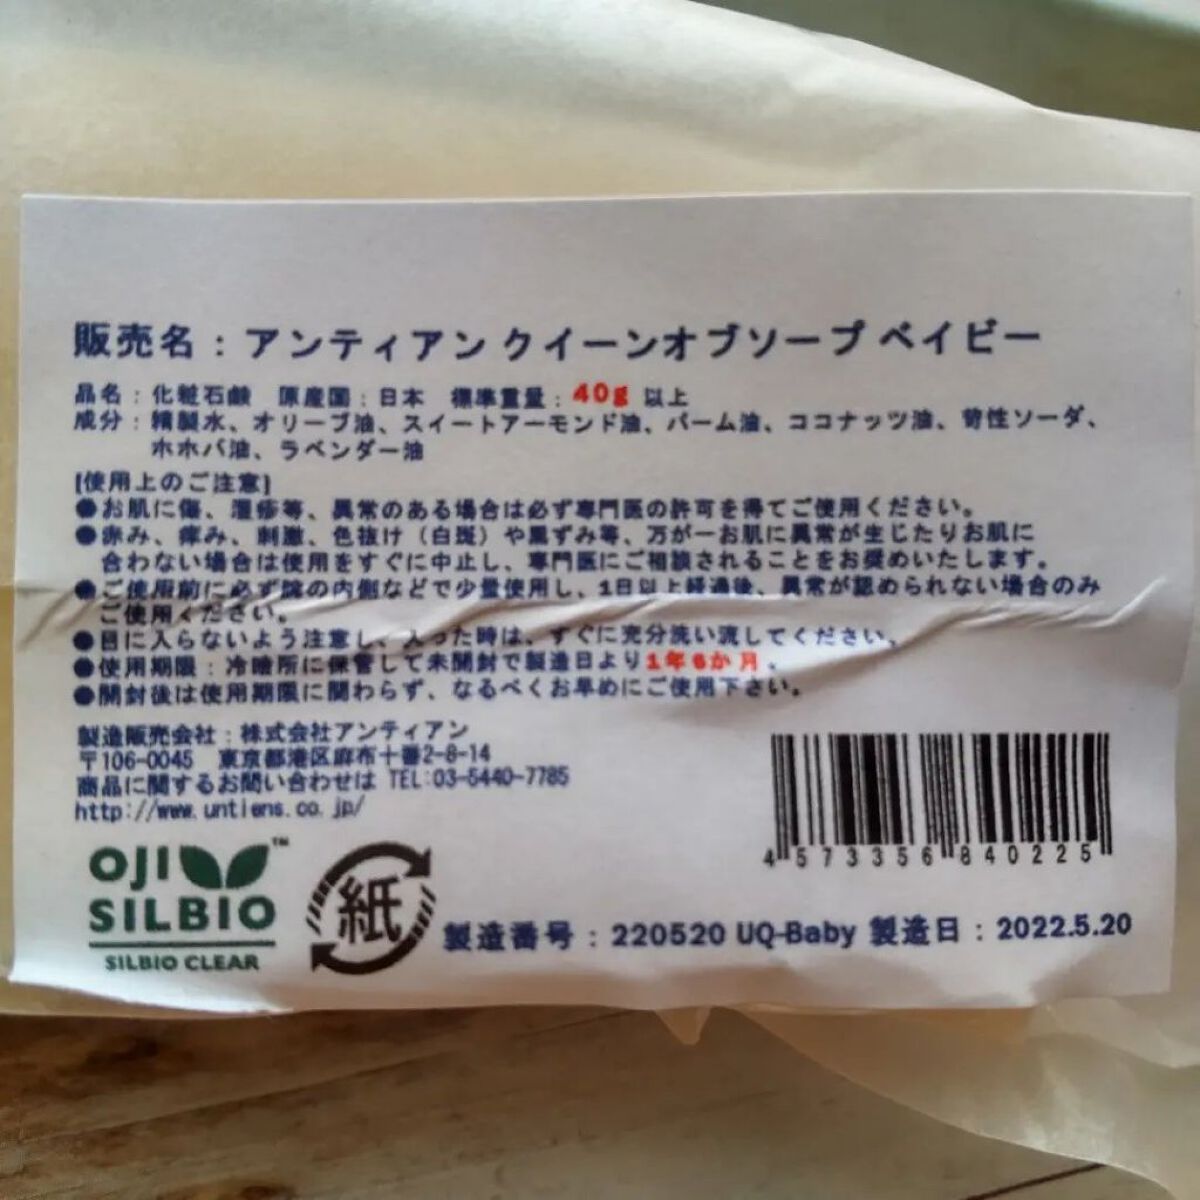 販売名：アンティアン クイーンオブソープ ベイビー
品名：化粧石鹸　原産国：日本　標準重量：40g 以上
成分：精製水、オリーブ油、スイートアーモンド油、パーム油、ココナッツ油、苛性ソーダ、
ホホバ油、ラベンダー油
[使用上のご注意]
●お肌に傷、湿疹等、異常のある場合は必ず専門医の許可を得てご使用ください。
●赤み、痒み、刺激、色抜け（白斑）や黒ずみ等、万が一お肌に異常が生じたりお肌に
合わない場合は使用をすぐに中止し、専門医にご相談されることをお奨めいたします。
●ご使用前に必ず腕の内側などで少量使用し、1日以上経過後、異常が認められない場合のみ
ご使用ください。
●目に入らないよう注意し、入った時は、すぐに充分洗い流してください。
●使用期限：冷暗所に保管して未開封で製造日より1年6か月。
●開封後は使用期限に関わらず、なるべくお早めにご使用下さい。
製造販売会社：株式会社アンティアン
〒106-0045　東京都港区麻布十番2-8-14
商品に関するお問い合わせは TEL:03-5440-7785
http://www.untiens.co.jp/
4573356840225
OJI™
SILBIO
SILBIO CLEAR
紙
製造番号：220520 UQ-Baby 製造日：2022.5.20